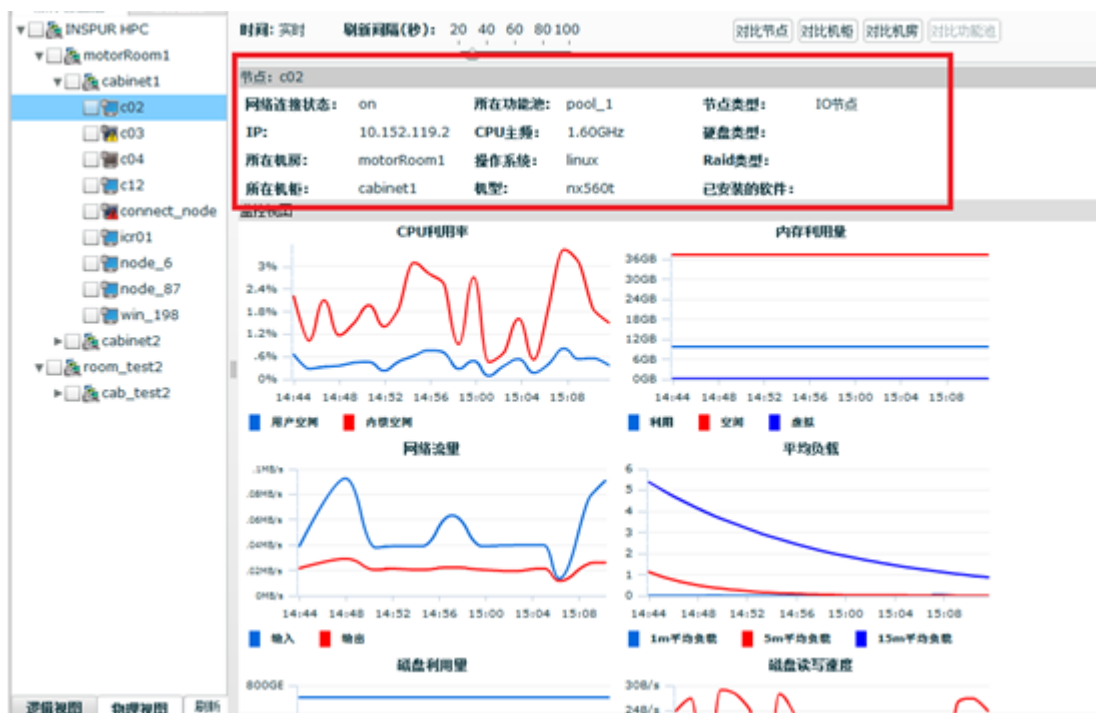 INSPUR HPC
motorRoom1
cabinet1
c02
c03
c04
c12
connect_node
icr01
node_6
node_87
win_198
cabinet2
room_test2
cab_test2
逻辑视图 物理视图 刷新
时间: 实时 刷新间隔(秒): 20 40 60 80 100 对比节点 对比机柜 对比机房 对比功能池
节点: c02
网络连接状态: on 所在功能池: pool_1 节点类型: IO节点
IP: 10.152.119.2 CPU主频: 1.60GHz 硬盘类型:
所在机房: motorRoom1 操作系统: linux Raid类型:
所在机柜: cabinet1 机型: nx560t 已安装的软件:
监控视图
CPU利用率
3%
2.4%
1.8%
1.2%
.6%
0%
14:44 14:48 14:52 14:56 15:00 15:04 15:08
用户空间 内核空间
内存利用量
36GB
30GB
24GB
18GB
12GB
6GB
0GB
14:44 14:48 14:52 14:56 15:00 15:04 15:08
利用 空闲 虚拟
网络流量
.1MB/s
.08MB/s
.06MB/s
.04MB/s
.02MB/s
0MB/s
14:44 14:48 14:52 14:56 15:00 15:04 15:08
输入 输出
平均负载
6
5
4
3
2
1
0
14:44 14:48 14:52 14:56 15:00 15:04 15:08
1m平均负载 5m平均负载 15m平均负载
磁盘利用量
800GE
磁盘读写速度
30B/s
24B/s